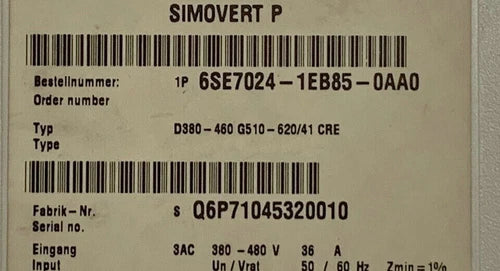 SIMOVERT P
Bestellnummer: 1P 6SE7024-1EB85-0AA0
Order number
Typ D380-460 G510-620/41 CRE
Type
Fabrik-Nr. S Q6P71045320010
Serial no.
Eingang 3AC 380-480 V 36 A
Input Un / Vrat 50 / 60 Hz Zmin=1%